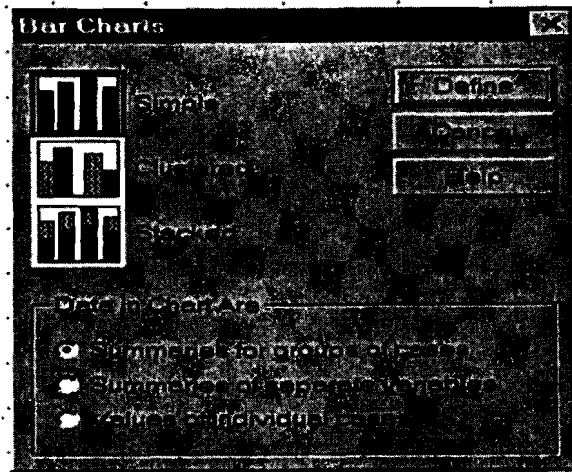 Bar Charts
Simple
Define
Clustered
Cancel
Help
Stacked
Data in Chart Are
Summaries for groups of cases
Summaries of separate variables
Values of individual cases